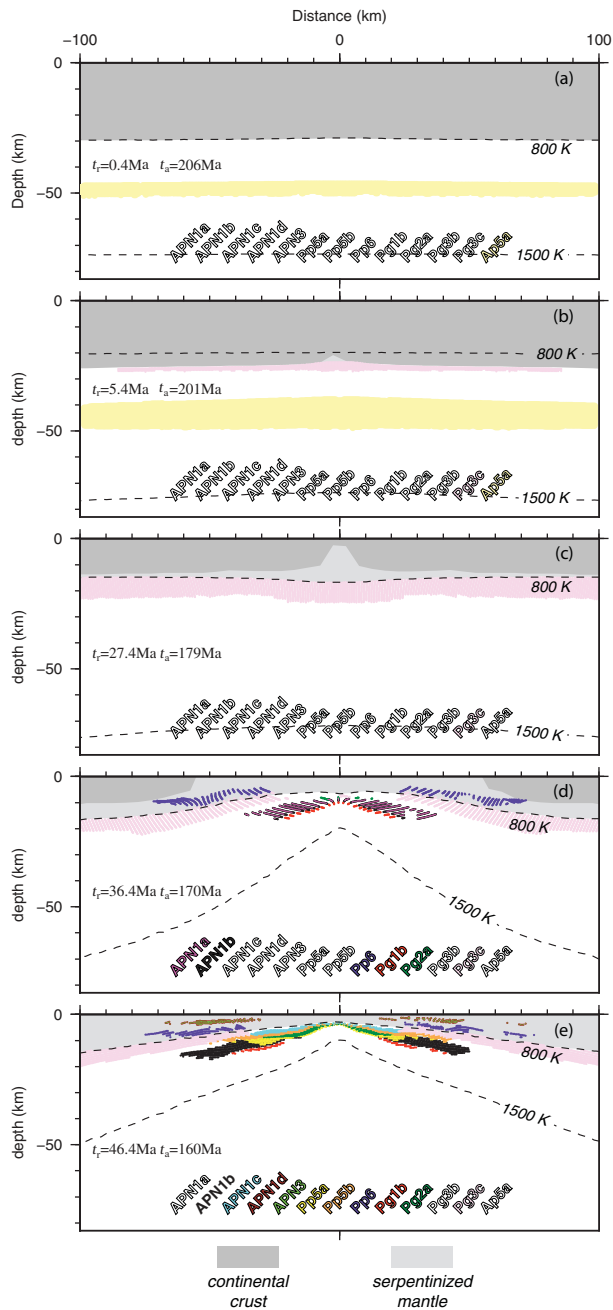 Distance (km)
−100 0 100
0
(a)
800 K
Depth (km)
tr=0.4Ma ta=206Ma
−50
APN1a APN1b APN1c APN1d APN3 Pp5a Pp5b Pp6 Pg1b Pg2a Pg3b Pg3c Ap5a
1500 K
0
(b)
800 K
depth (km)
tr=5.4Ma ta=201Ma
−50
APN1a APN1b APN1c APN1d APN3 Pp5a Pp5b Pp6 Pg1b Pg2a Pg3b Pg3c Ap5a
1500 K
0
(c)
800 K
depth (km)
−50
tr=27.4Ma ta=179Ma
APN1a APN1b APN1c APN1d APN3 Pp5a Pp5b Pp6 Pg1b Pg2a Pg3b Pg3c Ap5a
1500 K
0
(d)
800 K
depth (km)
tr=36.4Ma ta=170Ma
−50
1500 K
APN1a APN1b APN1c APN1d APN3 Pp5a Pp5b Pp6 Pg1b Pg2a Pg3b Pg3c Ap5a
0
(e)
800 K
depth (km)
1500 K
−50
tr=46.4Ma ta=160Ma
APN1a APN1b APN1c APN1d APN3 Pp5a Pp5b Pp6 Pg1b Pg2a Pg3b Pg3c Ap5a
continental serpentinized
crust mantle